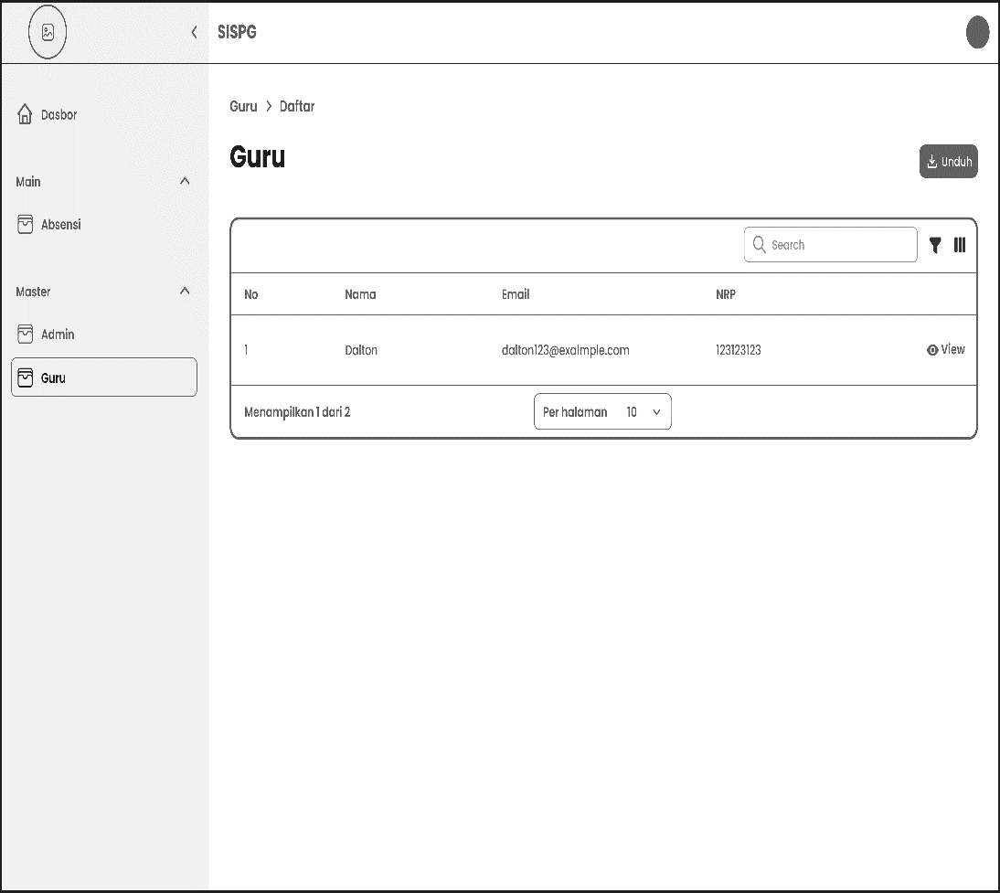 SISPG
Dasbor
Main
Absensi
Master
Admin
Guru
Guru > Daftar
Guru
Unduh
Search
No Nama Email NRP
1 Dalton dalton123@exalmple.com 123123123 View
Menampilkan 1 dari 2 Per halaman 10